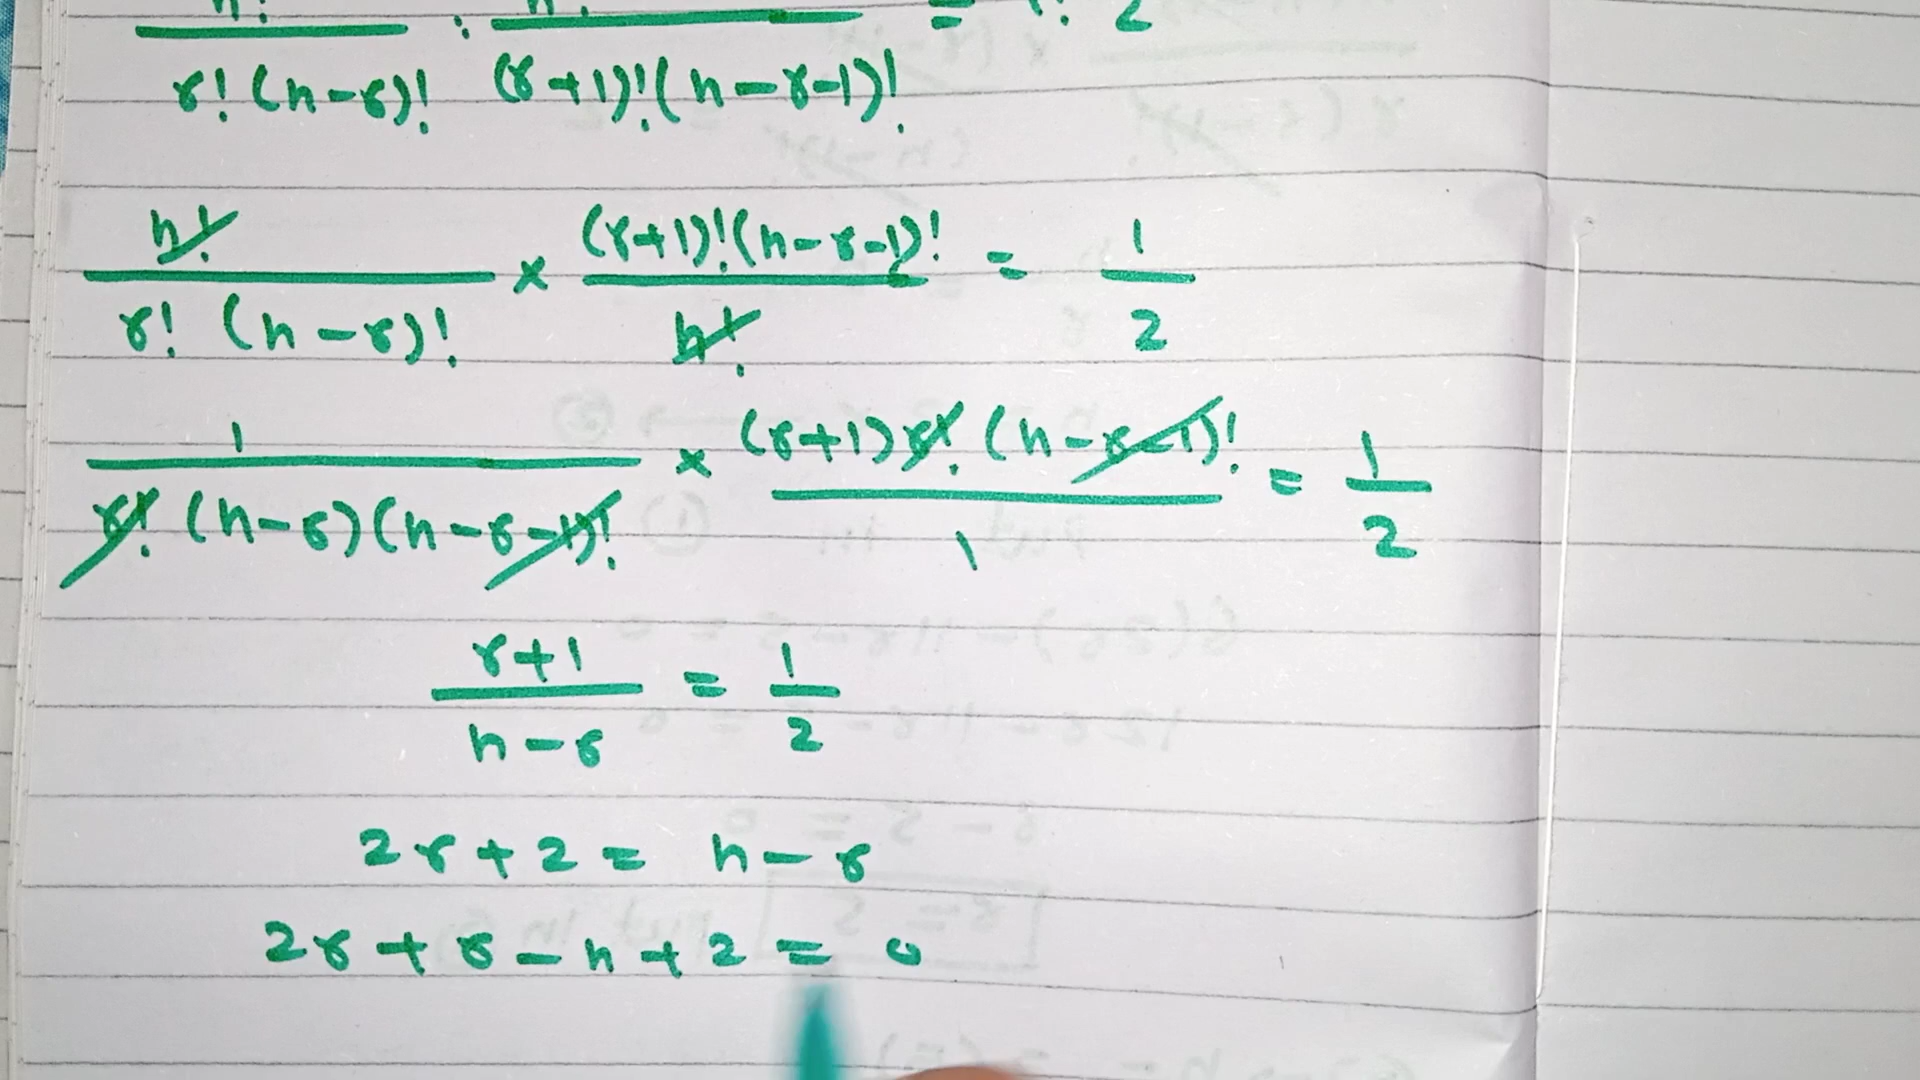 n! : n! = 1: 2
r! (n-r)! (r+1)! (n-r-1)!
n! / r! (n-r)! × (r+1)! (n-r-1)! / n! = 1/2
1 / r! (n-r)(n-r-1)! × (r+1) r! (n-r-1)! / 1 = 1/2
r+1 / n-r = 1/2
2r+2 = n-r
2r+r-n+2 = 0